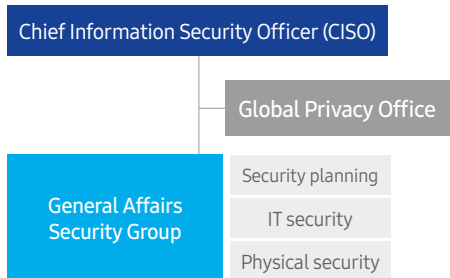 Chief Information Security Officer (CISO)
Global Privacy Office
General Affairs
Security Group
Security planning
IT security
Physical security